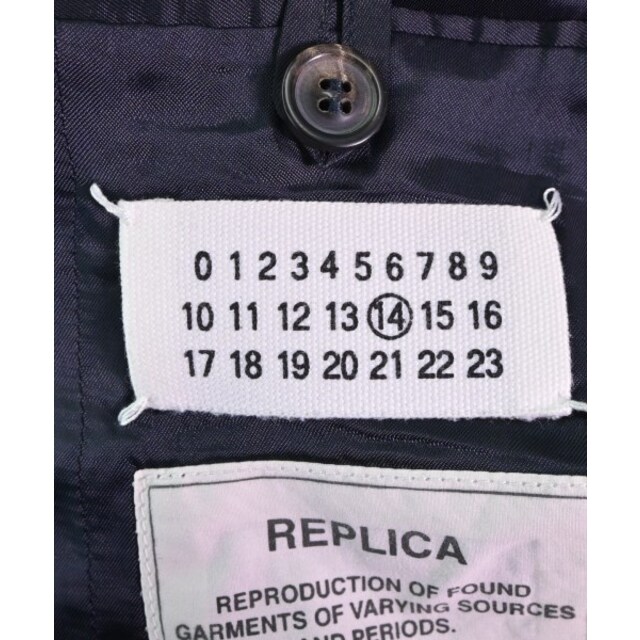 0 1 2 3 4 5 6 7 8 9
10 11 12 13 14 15 16
17 18 19 20 21 22 23
REPLICA
REPRODUCTION OF FOUND
GARMENTS OF VARYING SOURCES
AND PERIODS.